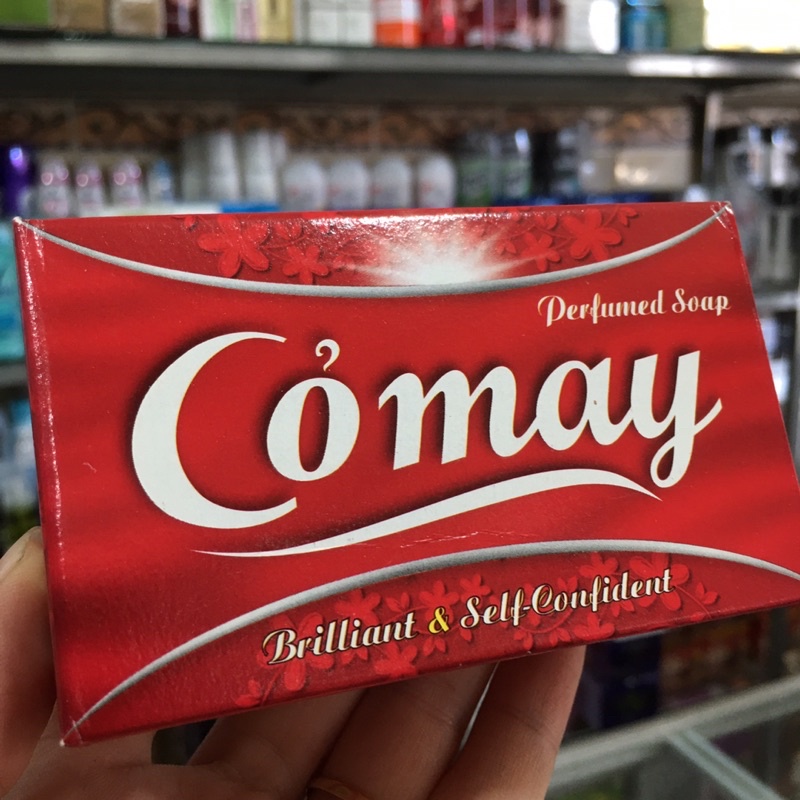 Perfumed Soap
Cỏ may
Brilliant & Self-Confident